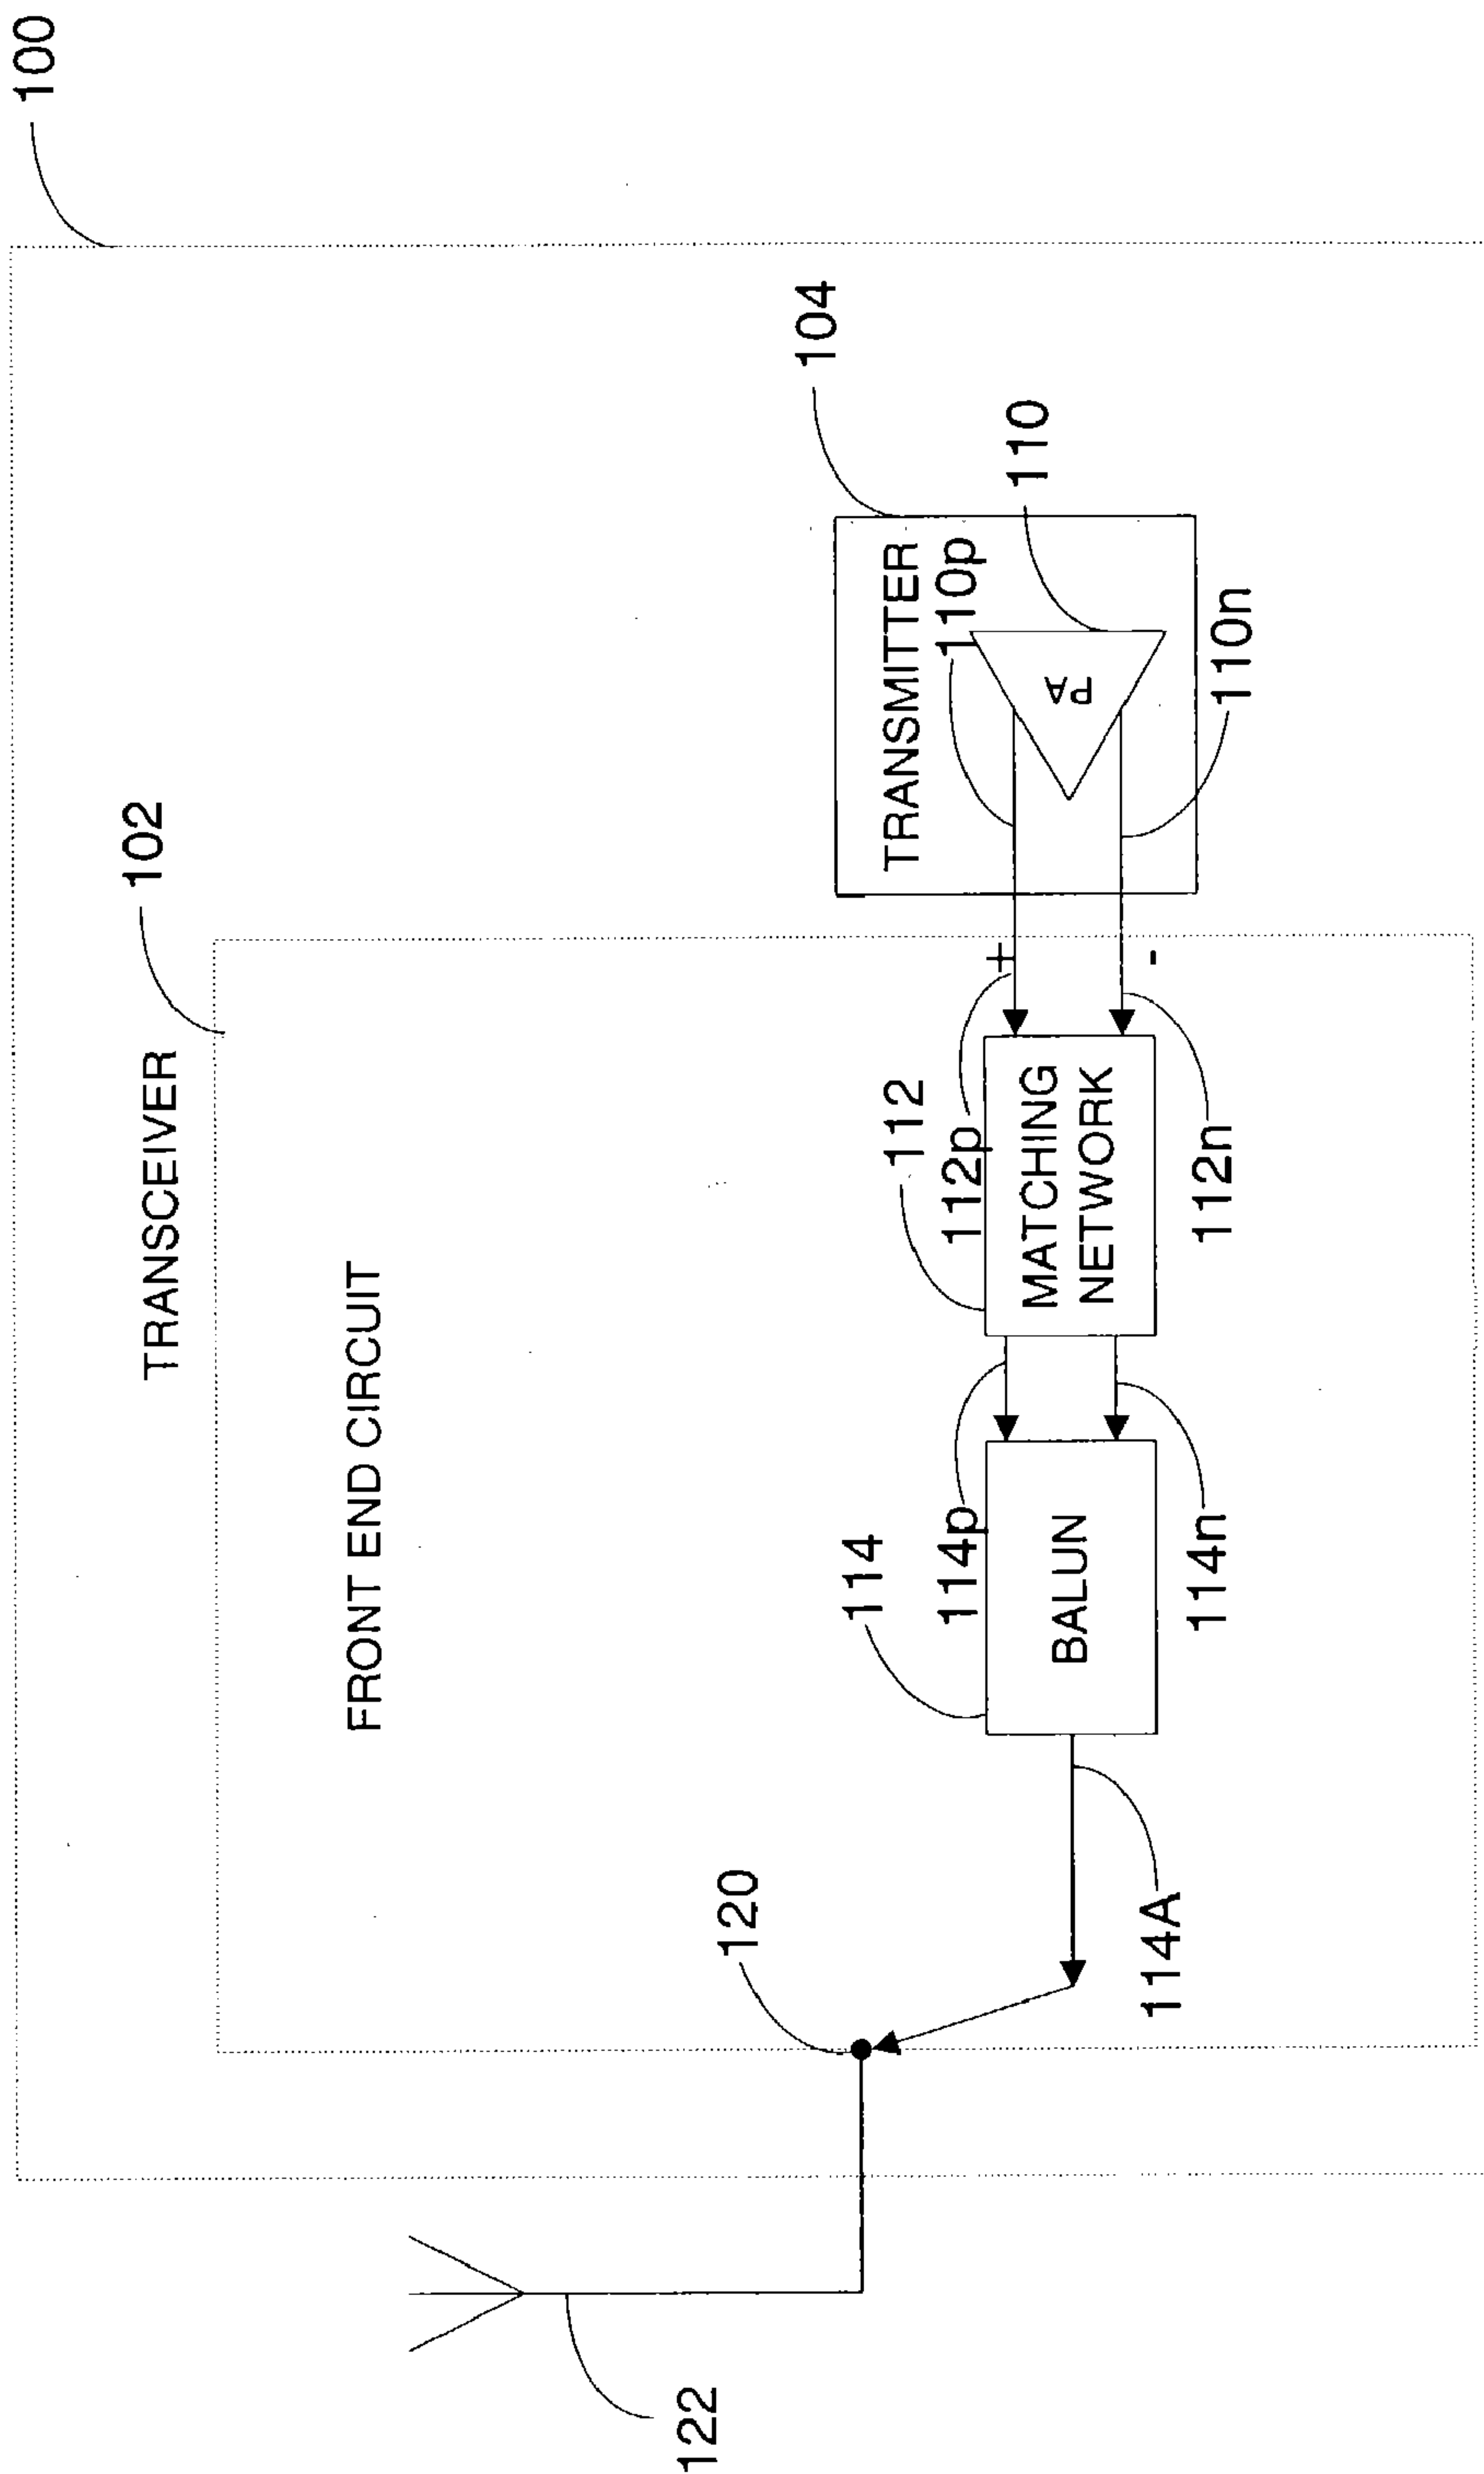 100
102
TRANSCEIVER
FRONT END CIRCUIT
122
120
104
114
112
TRANSMITTER
114p
112p
110p
+
110
BALUN
MATCHING
NETWORK
PA
-
114A
114n
112n
110n